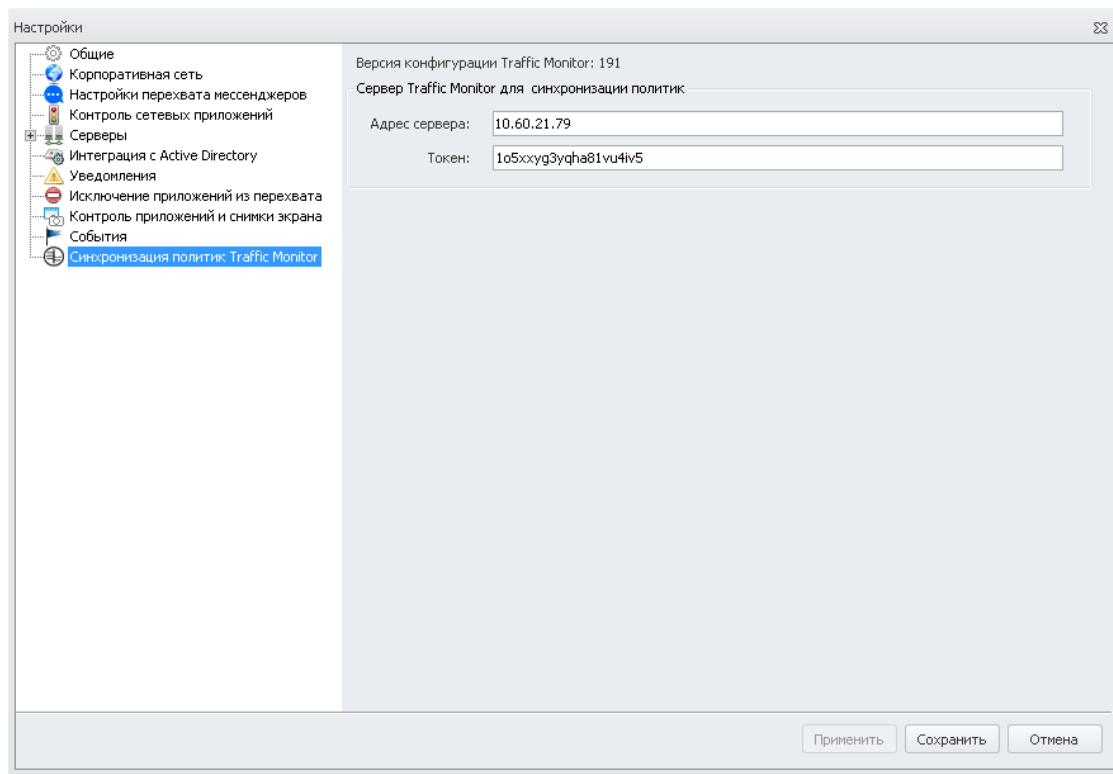 Настройки
Общие
Корпоративная сеть
Настройки перехвата мессенджеров
Контроль сетевых приложений
Серверы
Интеграция с Active Directory
Уведомления
Исключение приложений из перехвата
Контроль приложений и снимки экрана
События
Синхронизация политик Traffic Monitor
Версия конфигурации Traffic Monitor: 191
Сервер Traffic Monitor для синхронизации политик
Адрес сервера: 10.60.21.79
Токен: 1o5xxyg3yqha81vu4iv5
Применить Сохранить Отмена